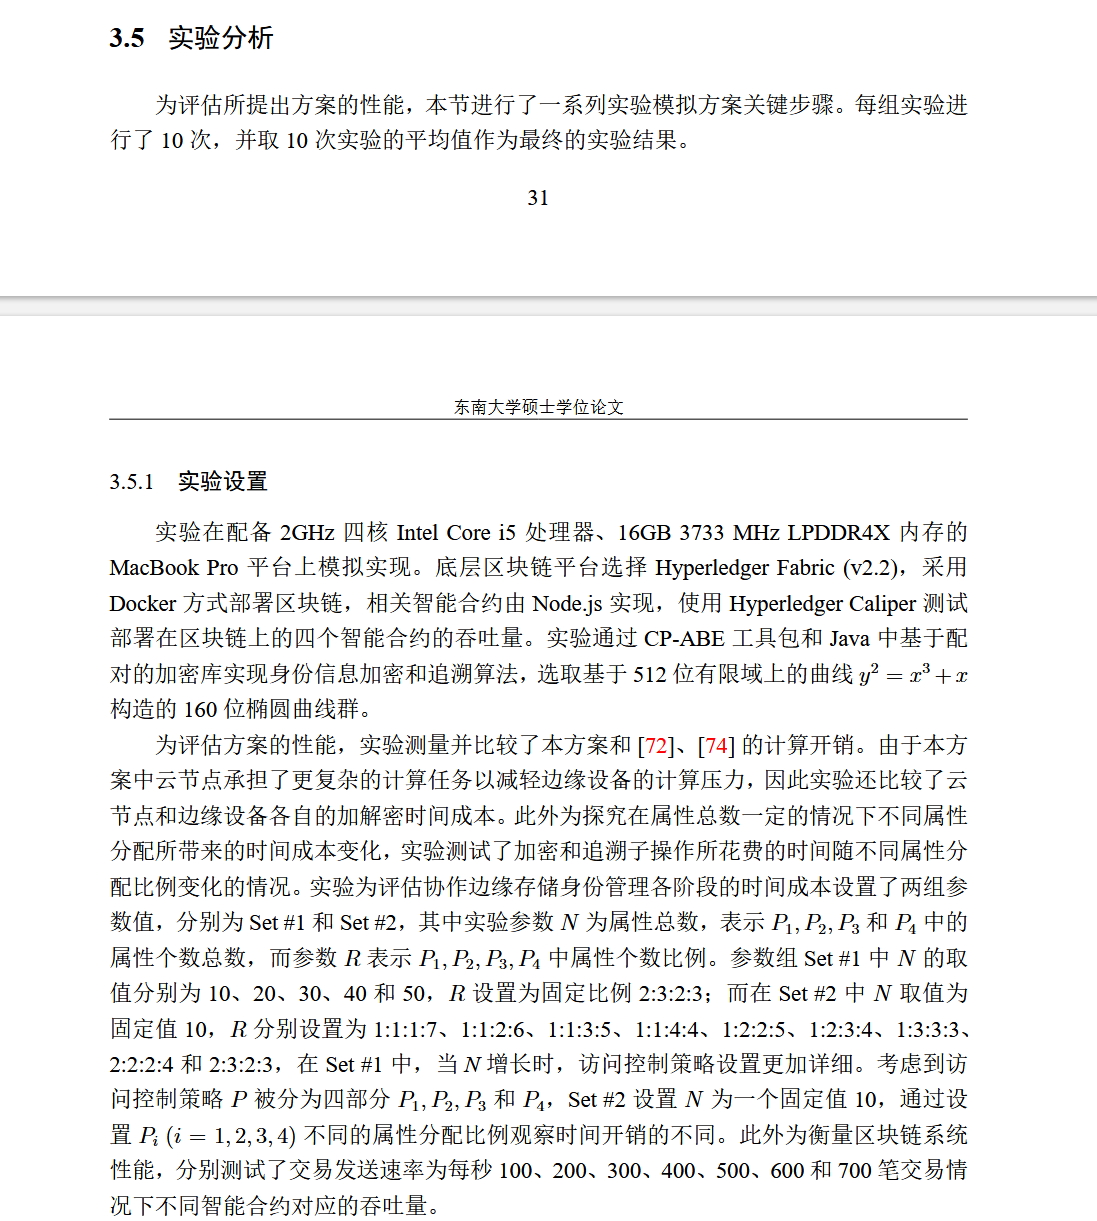 3.5 实验分析
为评估所提出方案的性能，本节进行了一系列实验模拟方案关键步骤。每组实验进
行了 10 次，并取 10 次实验的平均值作为最终的实验结果。
31
东南大学硕士学位论文
3.5.1 实验设置
实验在配备 2GHz 四核 Intel Core i5 处理器、16GB 3733 MHz LPDDR4X 内存的
MacBook Pro 平台上模拟实现。底层区块链平台选择 Hyperledger Fabric (v2.2)，采用
Docker 方式部署区块链，相关智能合约由 Node.js 实现，使用 Hyperledger Caliper 测试
部署在区块链上的四个智能合约的吞吐量。实验通过 CP-ABE 工具包和 Java 中基于配
对的加密库实现身份信息加密和追溯算法，选取基于 512 位有限域上的曲线 y² = x³ + x
构造的 160 位椭圆曲线群。
为评估方案的性能，实验测量并比较了本方案和 [72]、[74] 的计算开销。由于本方
案中云节点承担了更复杂的计算任务以减轻边缘设备的计算压力，因此实验还比较了云
节点和边缘设备各自的加解密时间成本。此外为探究在属性总数一定的情况下不同属性
分配所带来的时间成本变化，实验测试了加密和追溯子操作所花费的时间随不同属性分
配比例变化的情况。实验为评估协作边缘存储身份管理各阶段的时间成本设置了两组参
数值，分别为 Set #1 和 Set #2，其中实验参数 N 为属性总数，表示 P₁, P₂, P₃ 和 P₄ 中的
属性个数总数，而参数 R 表示 P₁, P₂, P₃, P₄ 中属性个数比例。参数组 Set #1 中 N 的取
值分别为 10、20、30、40 和 50，R 设置为固定比例 2:3:2:3；而在 Set #2 中 N 取值为
固定值 10，R 分别设置为 1:1:1:7、1:1:2:6、1:1:3:5、1:1:4:4、1:2:2:5、1:2:3:4、1:3:3:3、
2:2:2:4 和 2:3:2:3，在 Set #1 中，当 N 增长时，访问控制策略设置更加详细。考虑到访
问控制策略 P 被分为四部分 P₁, P₂, P₃ 和 P₄，Set #2 设置 N 为一个固定值 10，通过设
置 Pᵢ (i = 1, 2, 3, 4) 不同的属性分配比例观察时间开销的不同。此外为衡量区块链系统
性能，分别测试了交易发送速率为每秒 100、200、300、400、500、600 和 700 笔交易情
况下不同智能合约对应的吞吐量。